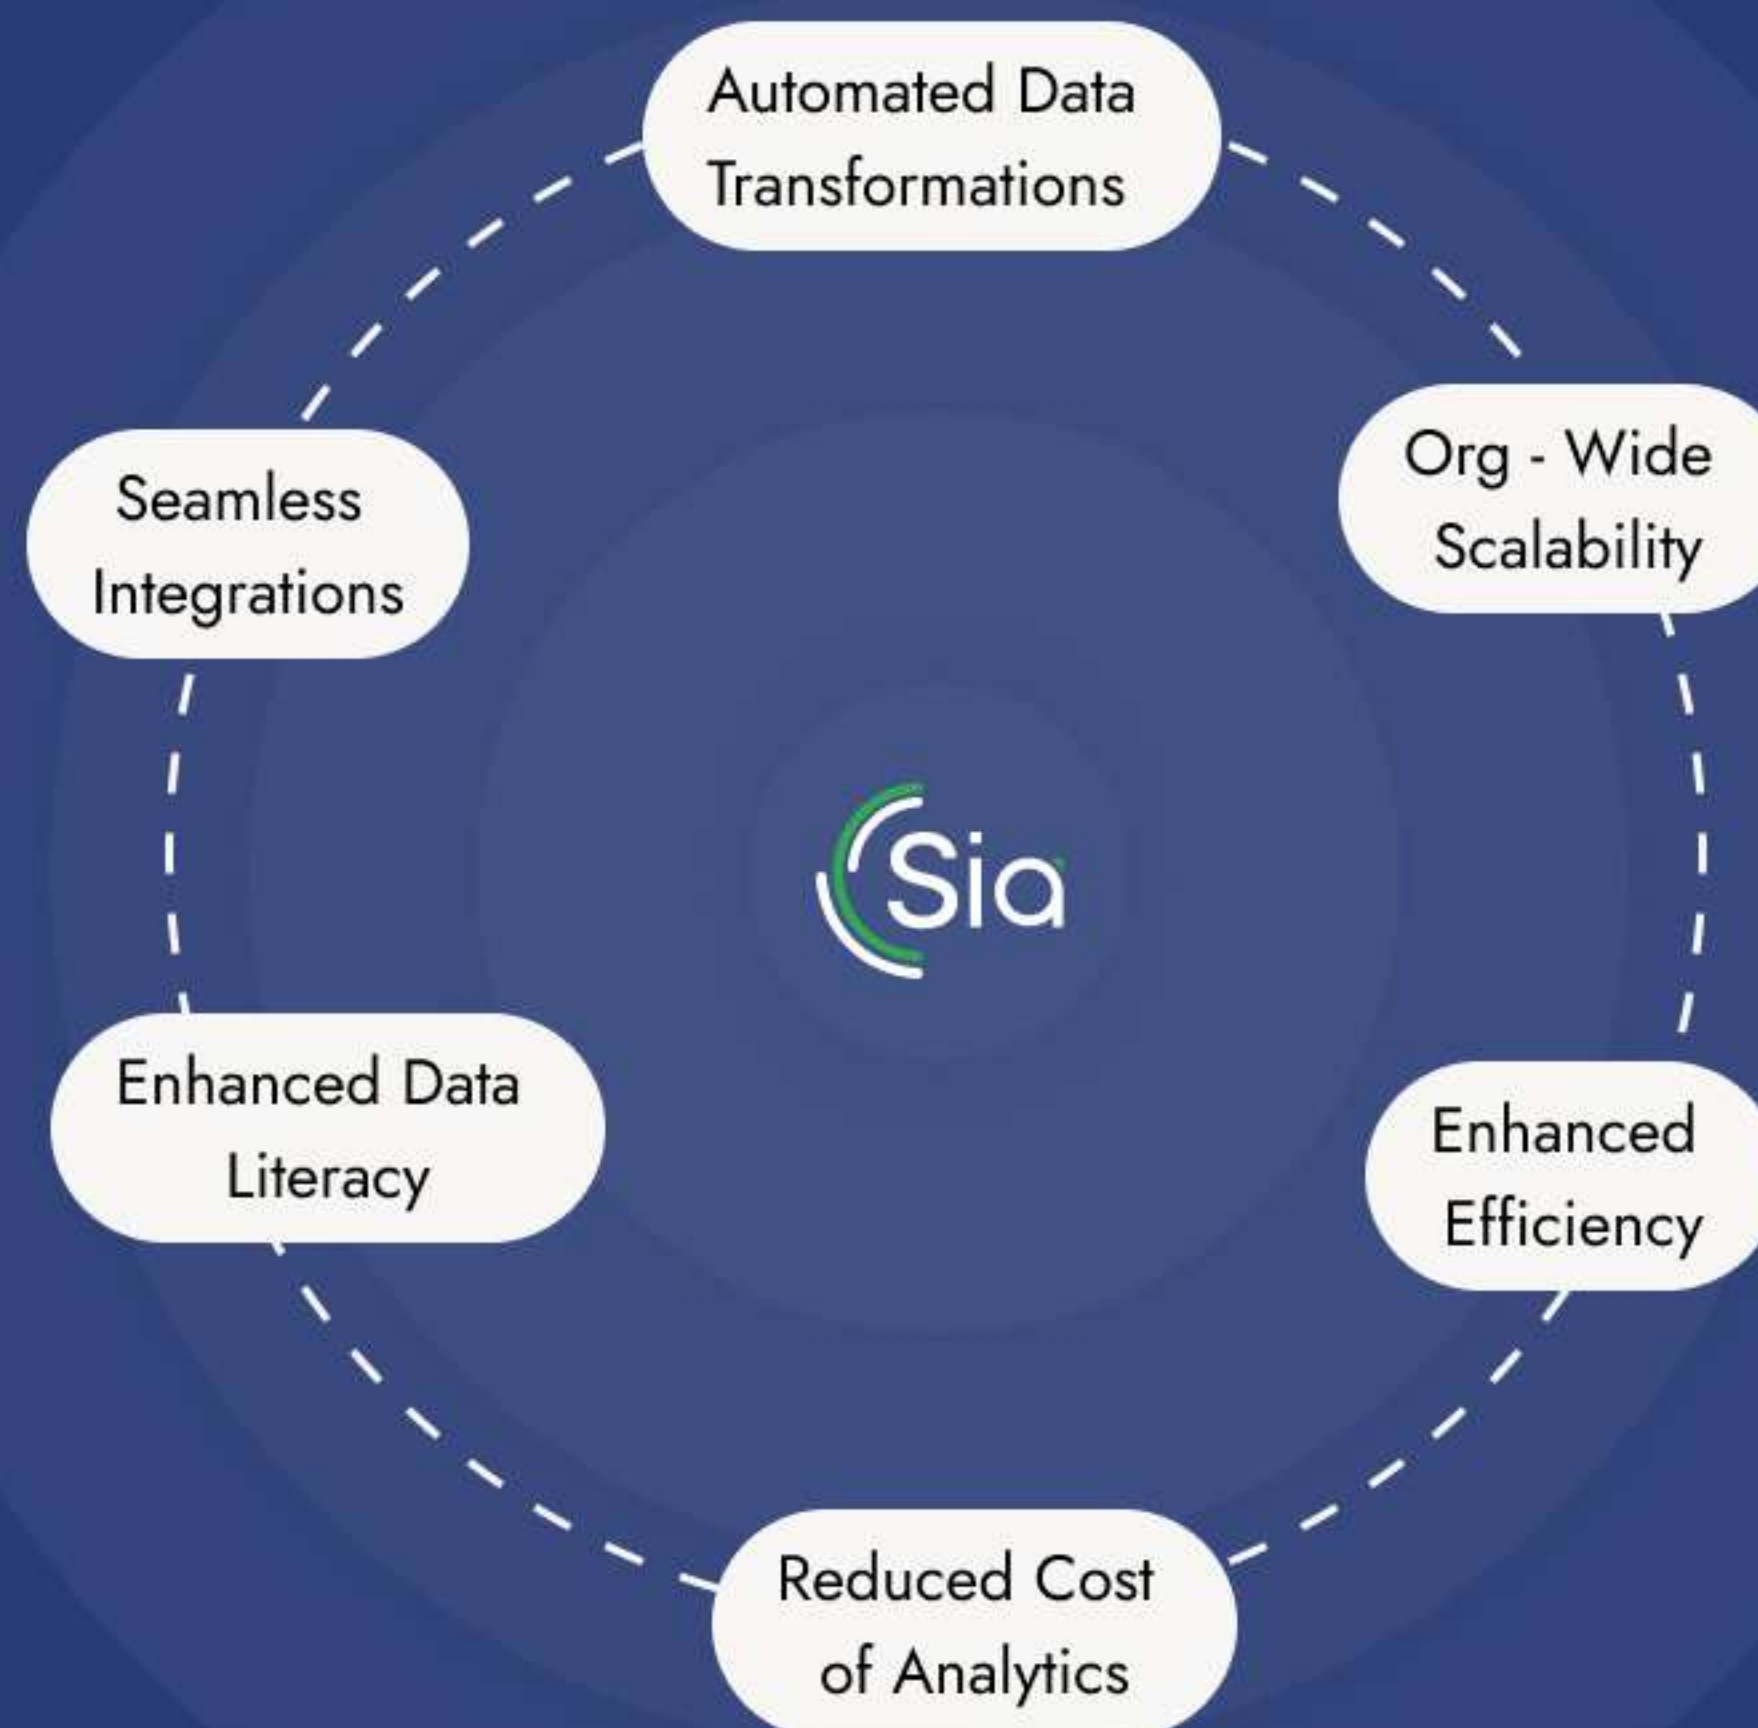 Automated Data
Transformations
Org - Wide
Scalability
Seamless
Integrations
Sia
Enhanced Data
Literacy
Enhanced
Efficiency
Reduced Cost
of Analytics